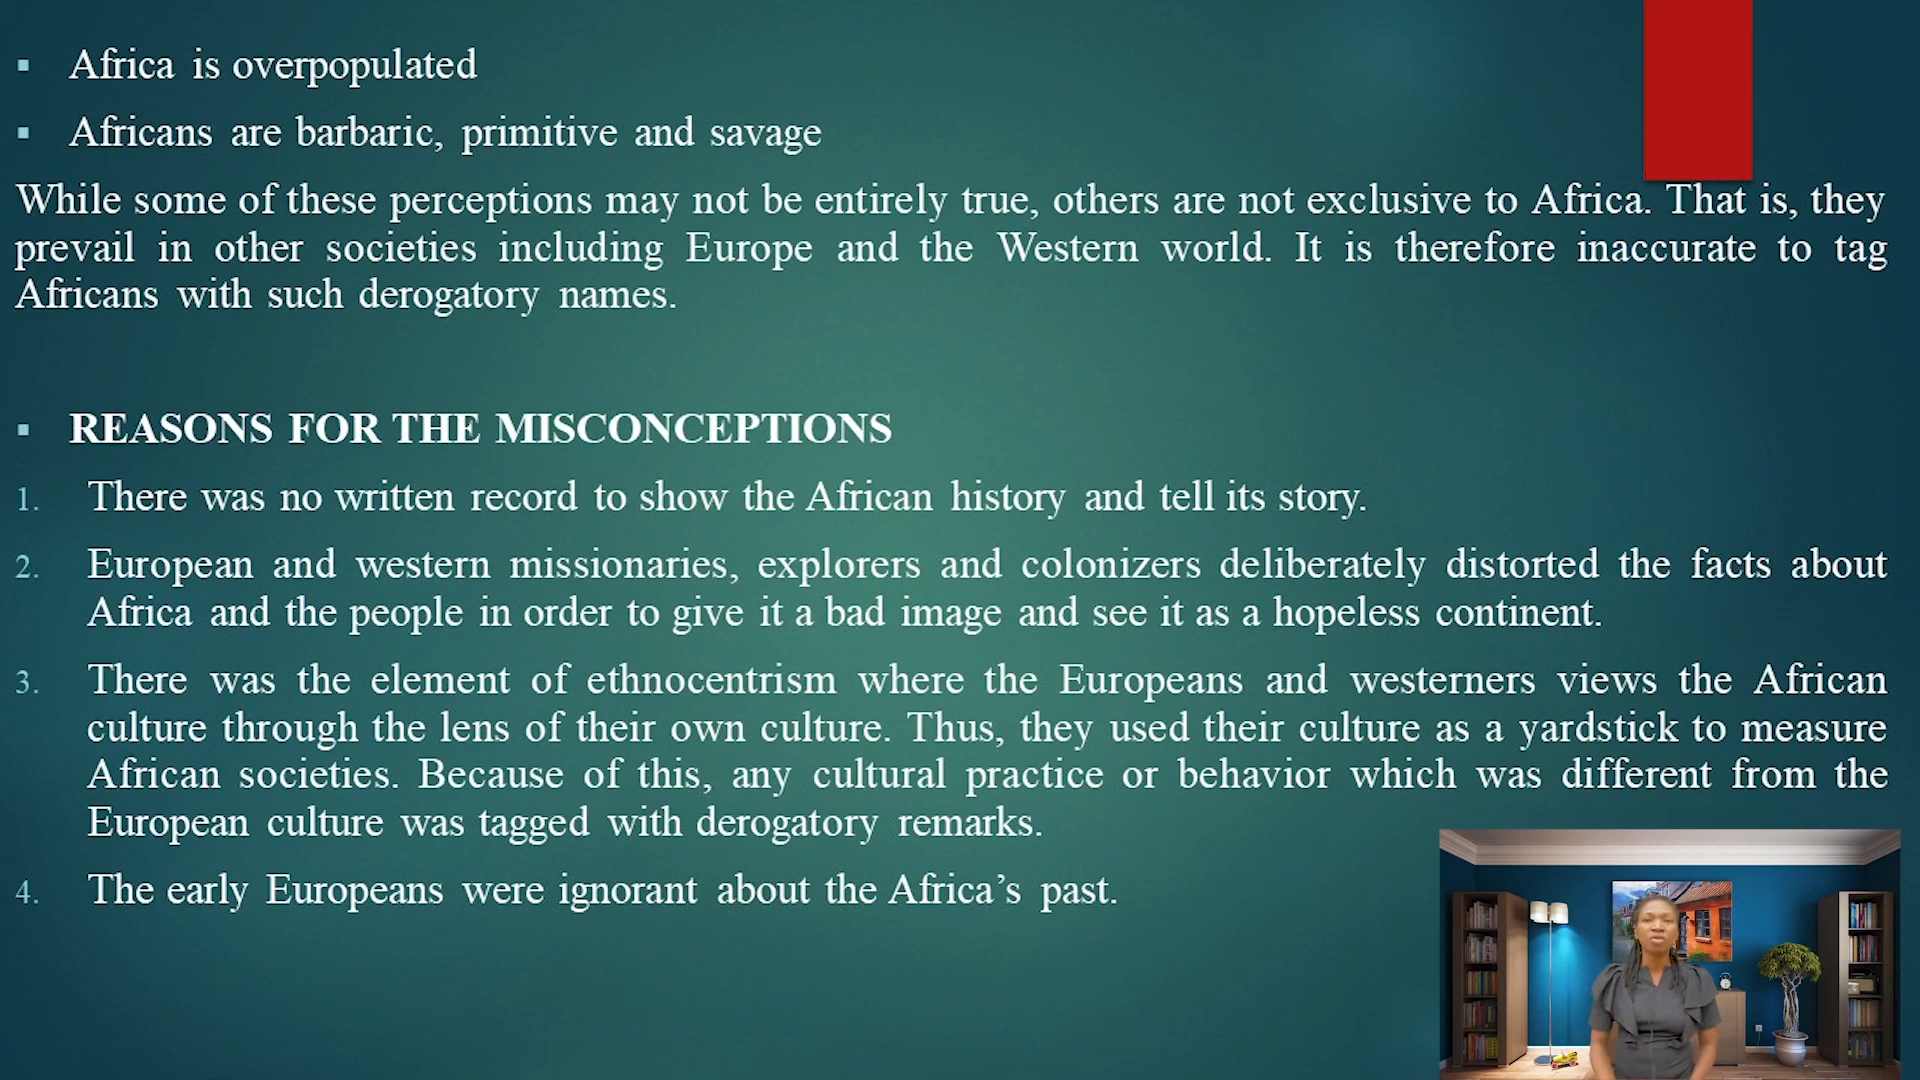 ▪ Africa is overpopulated
▪ Africans are barbaric, primitive and savage
While some of these perceptions may not be entirely true, others are not exclusive to Africa. That is, they
prevail in other societies including Europe and the Western world. It is therefore inaccurate to tag
Africans with such derogatory names.
▪ REASONS FOR THE MISCONCEPTIONS
1. There was no written record to show the African history and tell its story.
2. European and western missionaries, explorers and colonizers deliberately distorted the facts about
Africa and the people in order to give it a bad image and see it as a hopeless continent.
3. There was the element of ethnocentrism where the Europeans and westerners views the African
culture through the lens of their own culture. Thus, they used their culture as a yardstick to measure
African societies. Because of this, any cultural practice or behavior which was different from the
European culture was tagged with derogatory remarks.
4. The early Europeans were ignorant about the Africa’s past.